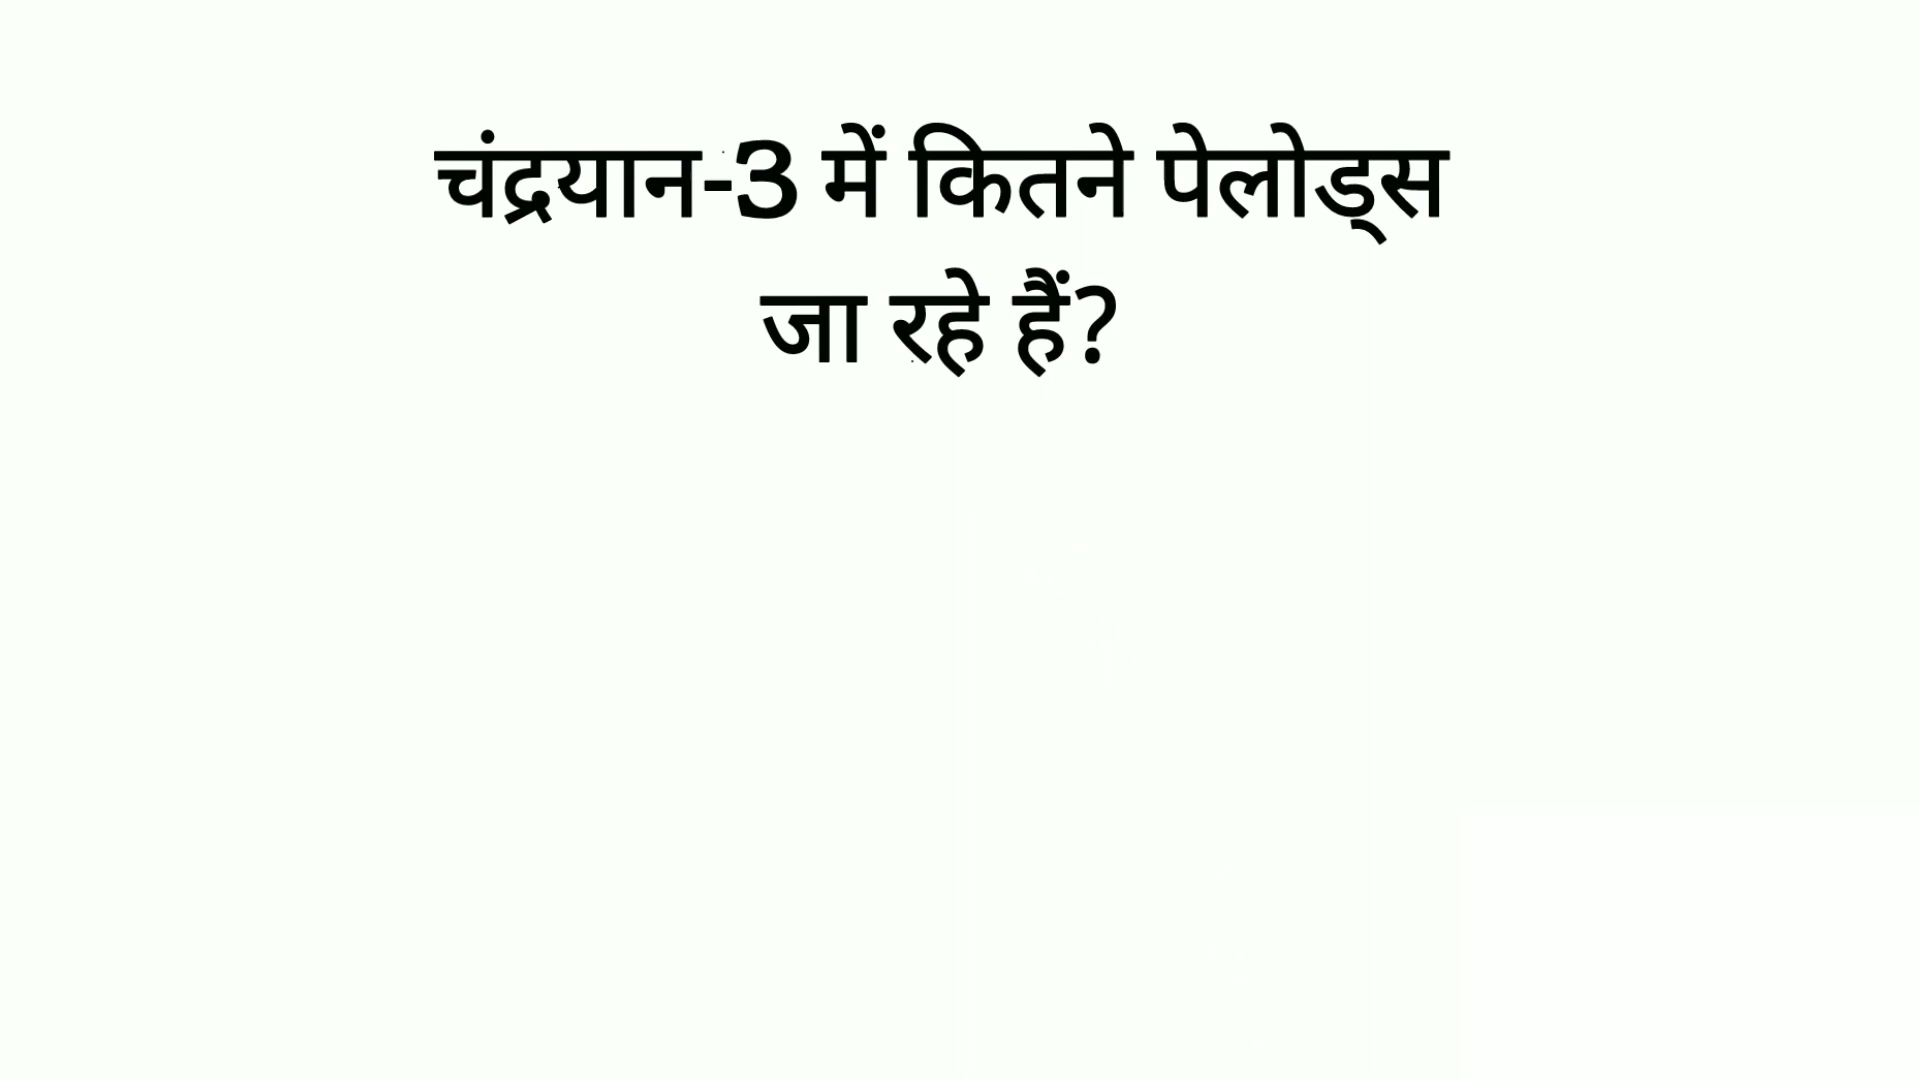 चंद्रयान-3 में कितने पेलोड्स
जा रहे हैं?